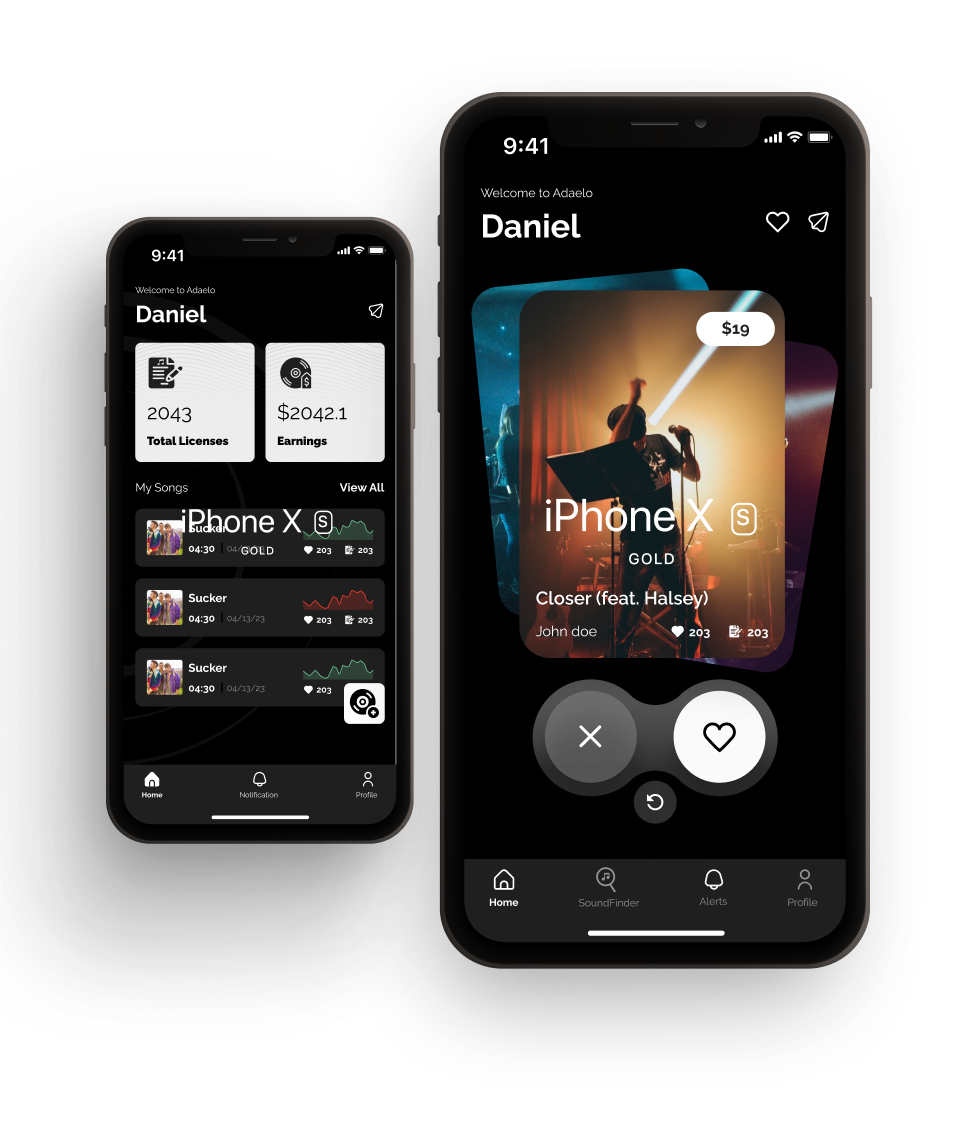 9:41
Welcome to Adaelo
Daniel
2043
Total Licenses
$2042.1
Earnings
My Songs
View All
Sucker
iPhone X S
04:30
GOLD
203
203
Sucker
04:30
04/13/23
203
203
Sucker
04:30
04/13/23
203
Home
Notification
Profile
9:41
Welcome to Adaelo
Daniel
$19
iPhone X S
GOLD
Closer (feat. Halsey)
John doe
203
203
Home
SoundFinder
Alerts
Profile